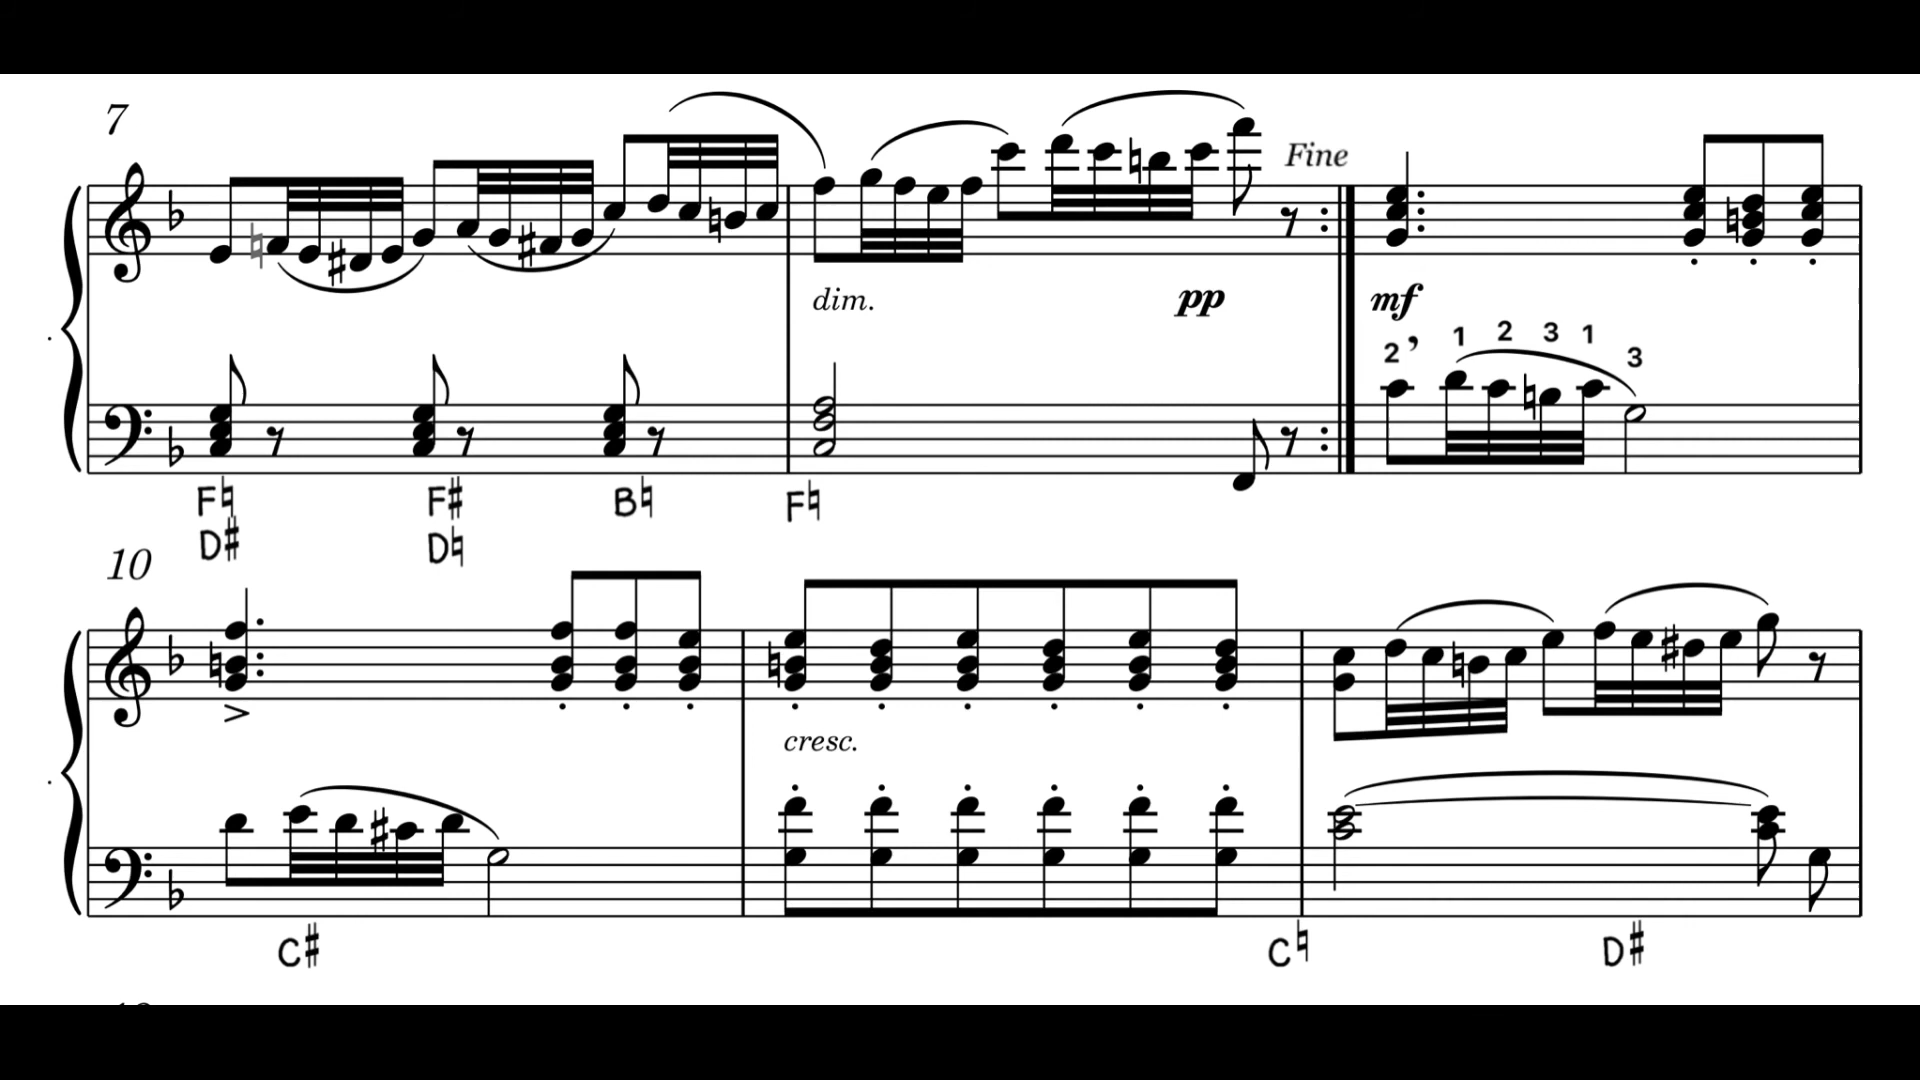 7
Fine
dim. pp mf
2 ’ 1 2 3 1 3
F♮ F♯ B♮ F♮
D♯ D♮
10
cresc.
C♯ C♮ D♯